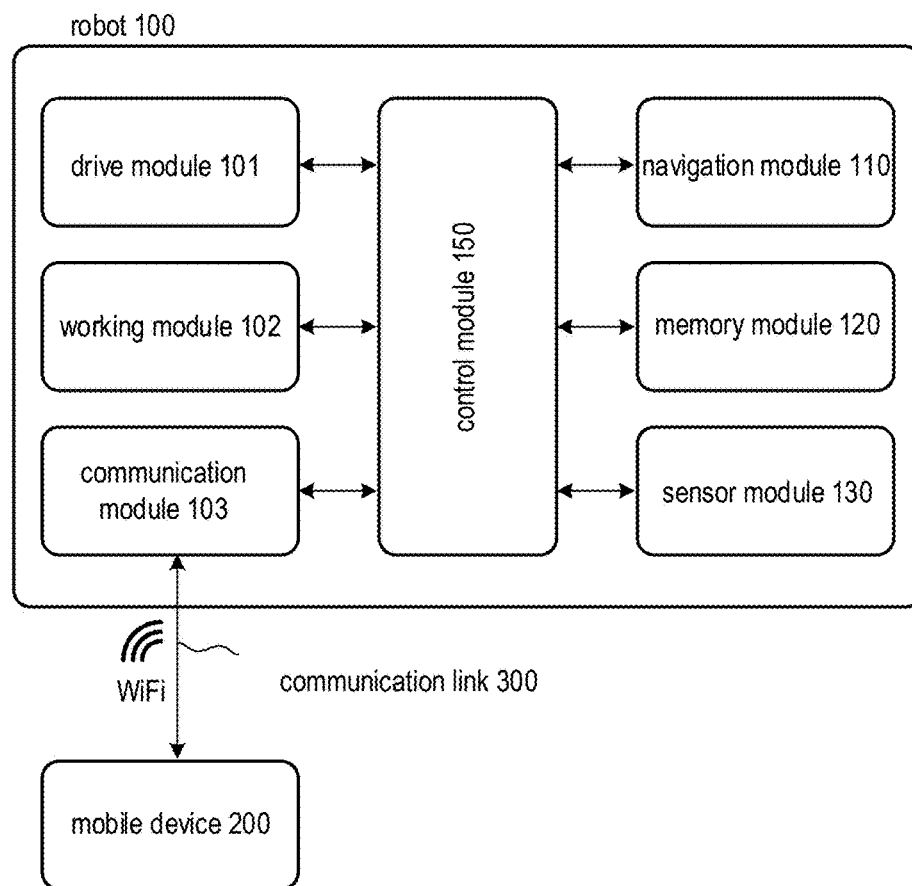 robot 100
drive module 101
navigation module 110
control module 150
working module 102
memory module 120
communication
module 103
sensor module 130
WiFi
communication link 300
mobile device 200